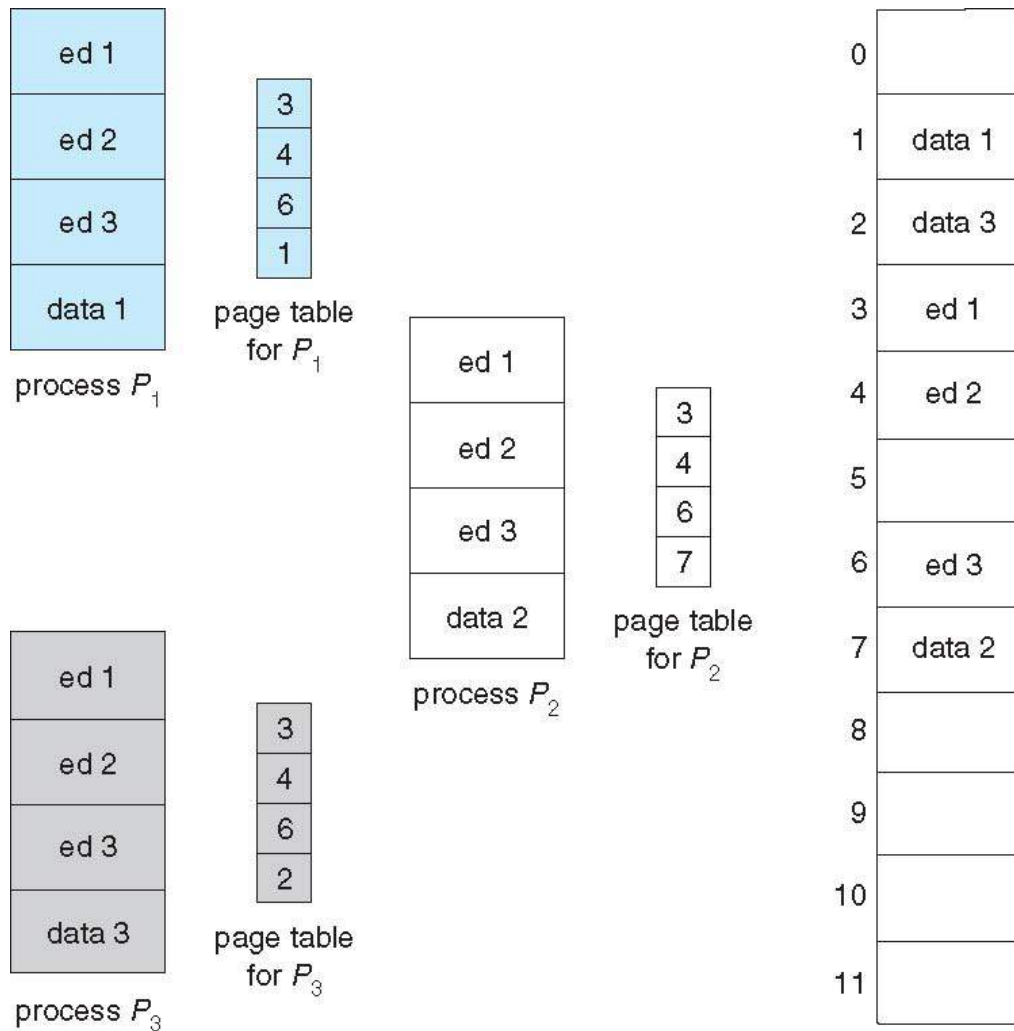 ed 1
ed 2
ed 3
data 1
process P1
3
4
6
1
page table
for P1
ed 1
ed 2
ed 3
data 2
process P2
3
4
6
7
page table
for P2
ed 1
ed 2
ed 3
data 3
process P3
3
4
6
2
page table
for P3
0
1 data 1
2 data 3
3 ed 1
4 ed 2
5
6 ed 3
7 data 2
8
9
10
11